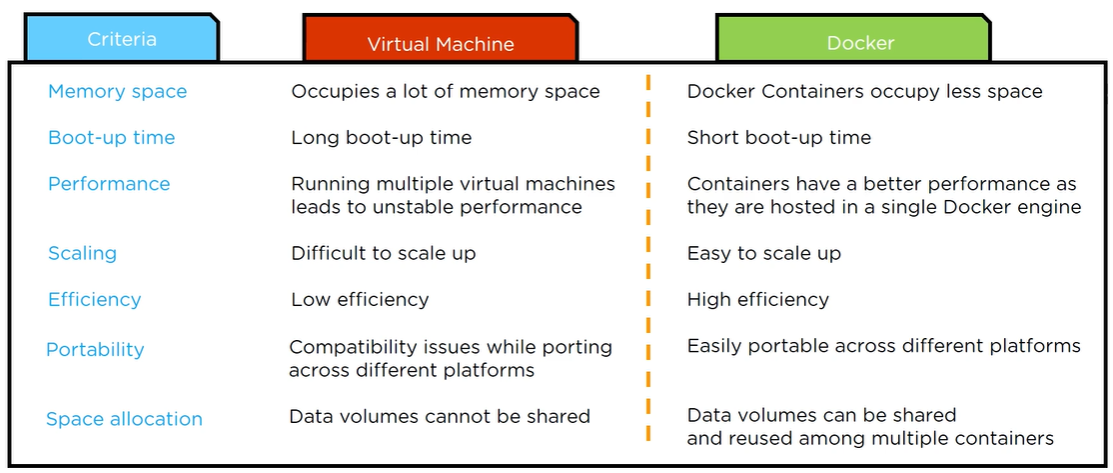 Criteria
Virtual Machine
Docker
Memory space
Occupies a lot of memory space
Docker Containers occupy less space
Boot-up time
Long boot-up time
Short boot-up time
Performance
Running multiple virtual machines
leads to unstable performance
Containers have a better performance as
they are hosted in a single Docker engine
Scaling
Difficult to scale up
Easy to scale up
Efficiency
Low efficiency
High efficiency
Portability
Compatibility issues while porting
across different platforms
Easily portable across different platforms
Space allocation
Data volumes cannot be shared
Data volumes can be shared
and reused among multiple containers